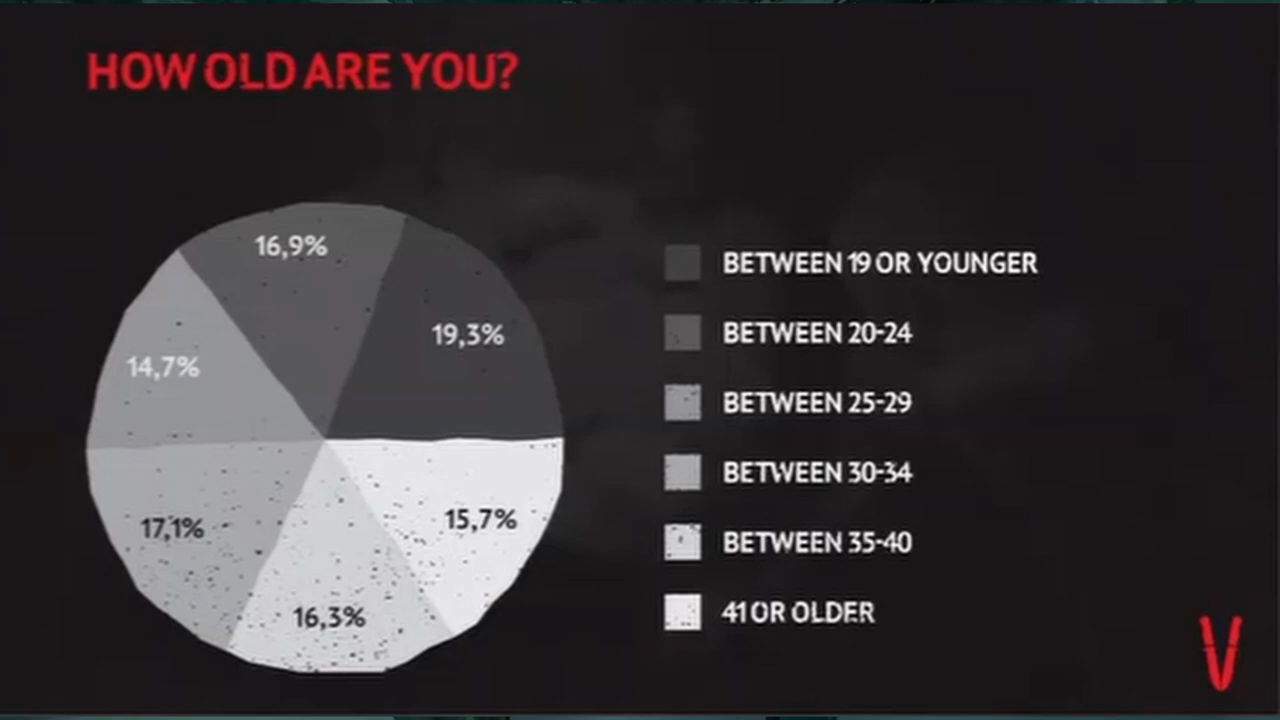 HOW OLD ARE YOU?
16,9%
19,3%
14,7%
17,1%
15,7%
16,3%
BETWEEN 19 OR YOUNGER
BETWEEN 20-24
BETWEEN 25-29
BETWEEN 30-34
BETWEEN 35-40
41 OR OLDER
V